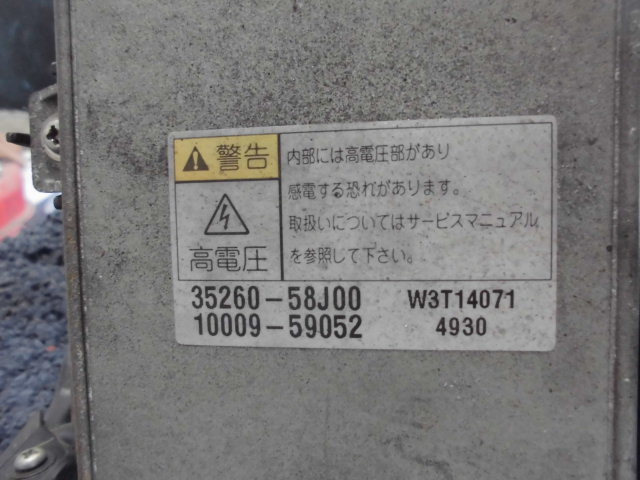 警告
内部には高電圧部があり
感電する恐れがあります。
取扱いについてはサービスマニュアル
を参照して下さい。
高電圧
35260-58J00 W3T14071
10009-59052 4930